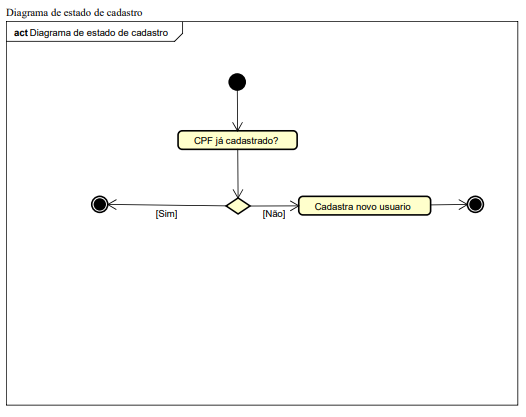 Diagrama de estado de cadastro
act Diagrama de estado de cadastro
CPF já cadastrado?
[Sim]
[Não]
Cadastra novo usuario